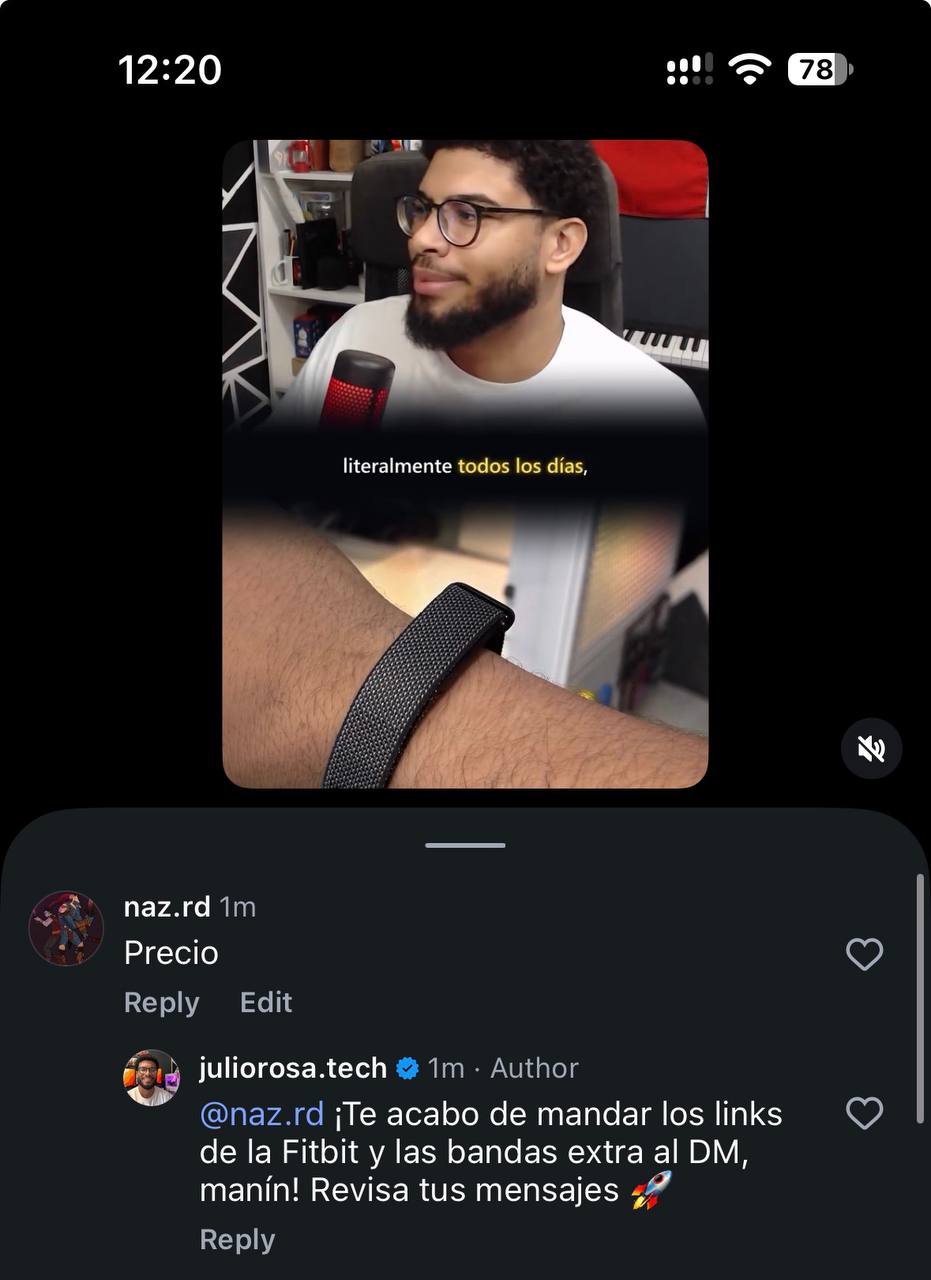 12:20
78
literalmente todos los días,
naz.rd 1m
Precio
Reply Edit
juliorosa.tech 1m · Author
@naz.rd ¡Te acabo de mandar los links
de la Fitbit y las bandas extra al DM,
manín! Revisa tus mensajes 🚀
Reply